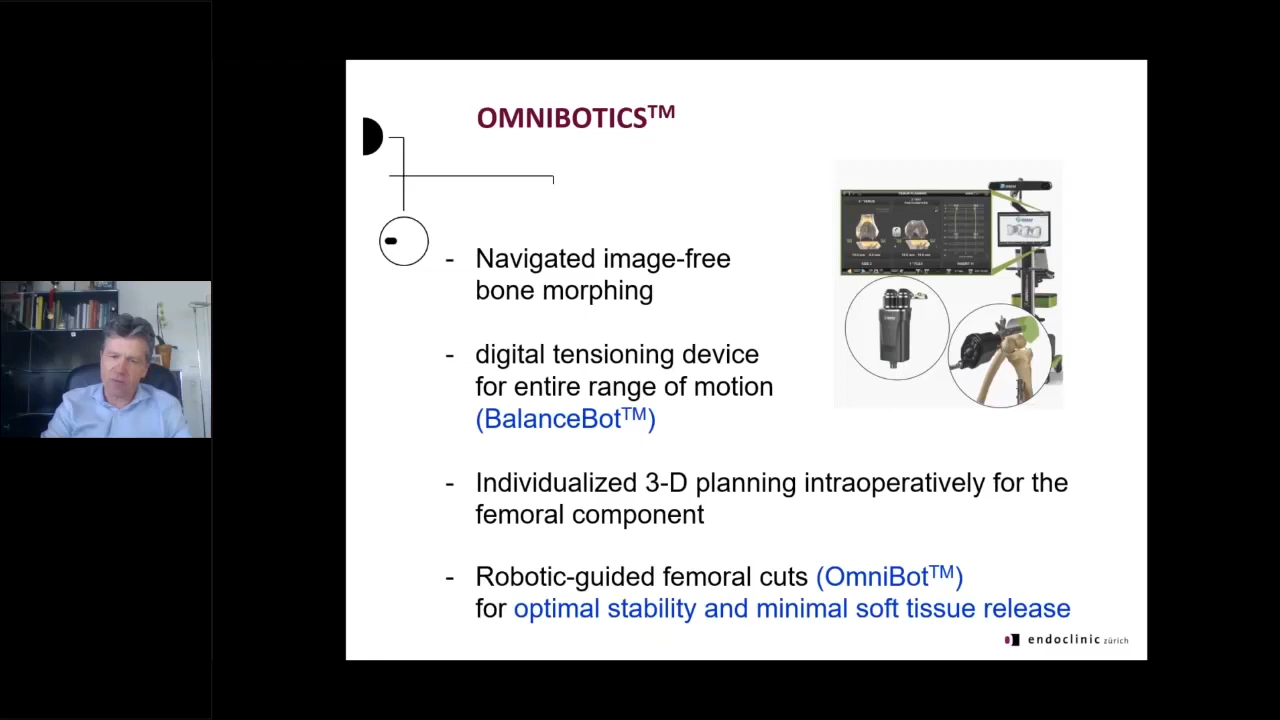 OMNIBOTICS™
- Navigated image-free
bone morphing
- digital tensioning device
for entire range of motion
(BalanceBot™)
- Individualized 3-D planning intraoperatively for the
femoral component
- Robotic-guided femoral cuts (OmniBot™)
for optimal stability and minimal soft tissue release
endoclinic zürich